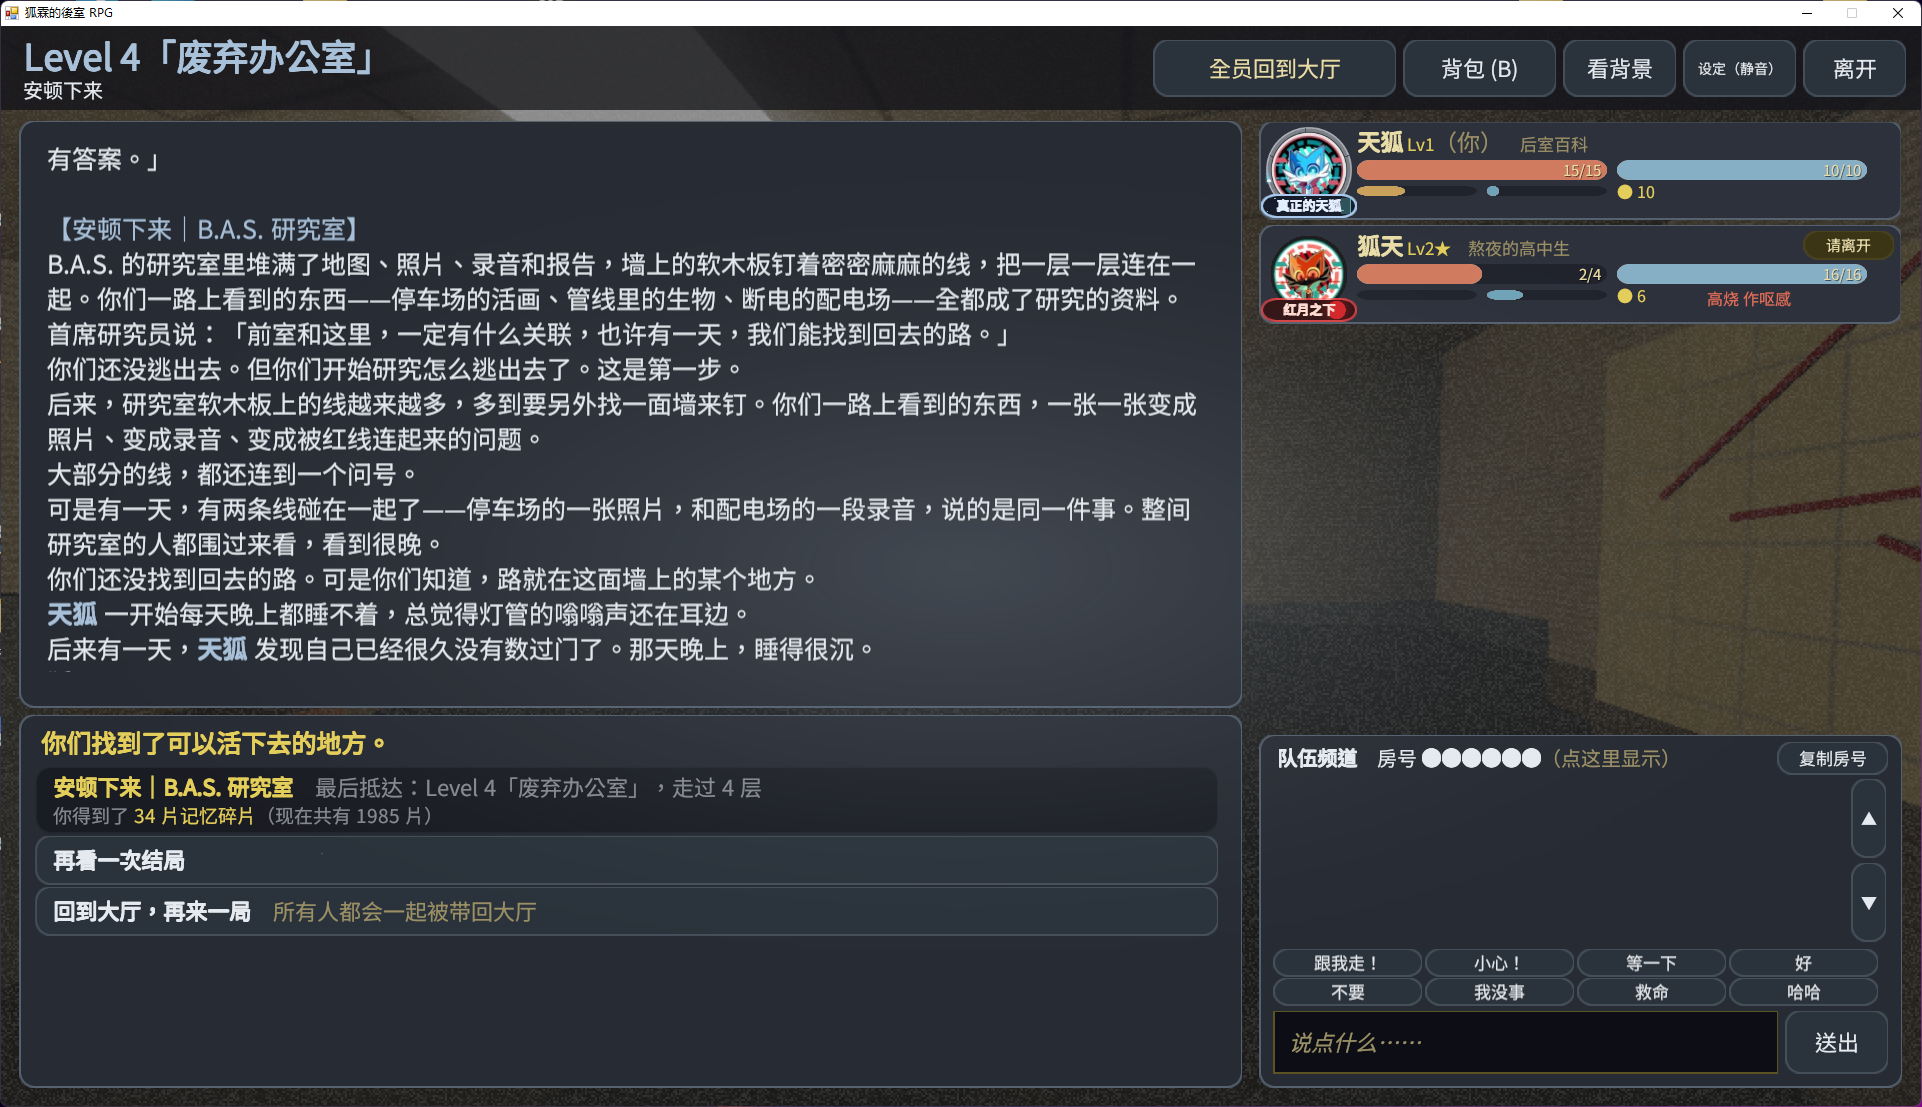 狐霖的後室 RPG
Level 4「废弃办公室」
安顿下来
全员回到大厅
背包 (B)
看背景
设定（静音）
离开
有答案。」
【安顿下来｜B.A.S. 研究室】
B.A.S. 的研究室里堆满了地图、照片、录音和报告，墙上的软木板钉着密密麻麻的线，把一层一层连在一
起。你们一路上看到的东西——停车场的活画、管线里的生物、断电的配电场——全都成了研究的资料。
首席研究员说：「前室和这里，一定有什么关联，也许有一天，我们能找到回去的路。」
你们还没逃出去。但你们开始研究怎么逃出去了。这是第一步。
后来，研究室软木板上的线越来越多，多到要另外找一面墙来钉。你们一路上看到的东西，一张一张变成
照片、变成录音、变成被红线连起来的问题。
大部分的线，都还连到一个问号。
可是有一天，有两条线碰在一起了——停车场的一张照片，和配电场的一段录音，说的是同一件事。整间
研究室的人都围过来看，看到很晚。
你们还没找到回去的路。可是你们知道，路就在这面墙上的某个地方。
天狐 一开始每天晚上都睡不着，总觉得灯管的嗡嗡声还在耳边。
后来有一天，天狐 发现自己已经很久没有数过门了。那天晚上，睡得很沉。
你们找到了可以活下去的地方。
安顿下来｜B.A.S. 研究室 最后抵达：Level 4「废弃办公室」，走过 4 层
你得到了 34 片记忆碎片（现在共有 1985 片）
再看一次结局
回到大厅，再来一局 所有人都会一起被带回大厅
天狐 Lv1（你） 后室百科
15/15 10/10
10
真正的天狐
狐天 Lv2★ 熬夜的高中生 请离开
2/4 16/16
6 高烧 作呕感
红月之下
队伍频道 房号 ●●●●●●（点这里显示） 复制房号
▲
▼
跟我走！ 小心！ 等一下 好
不要 我没事 救命 哈哈
说点什么…… 送出